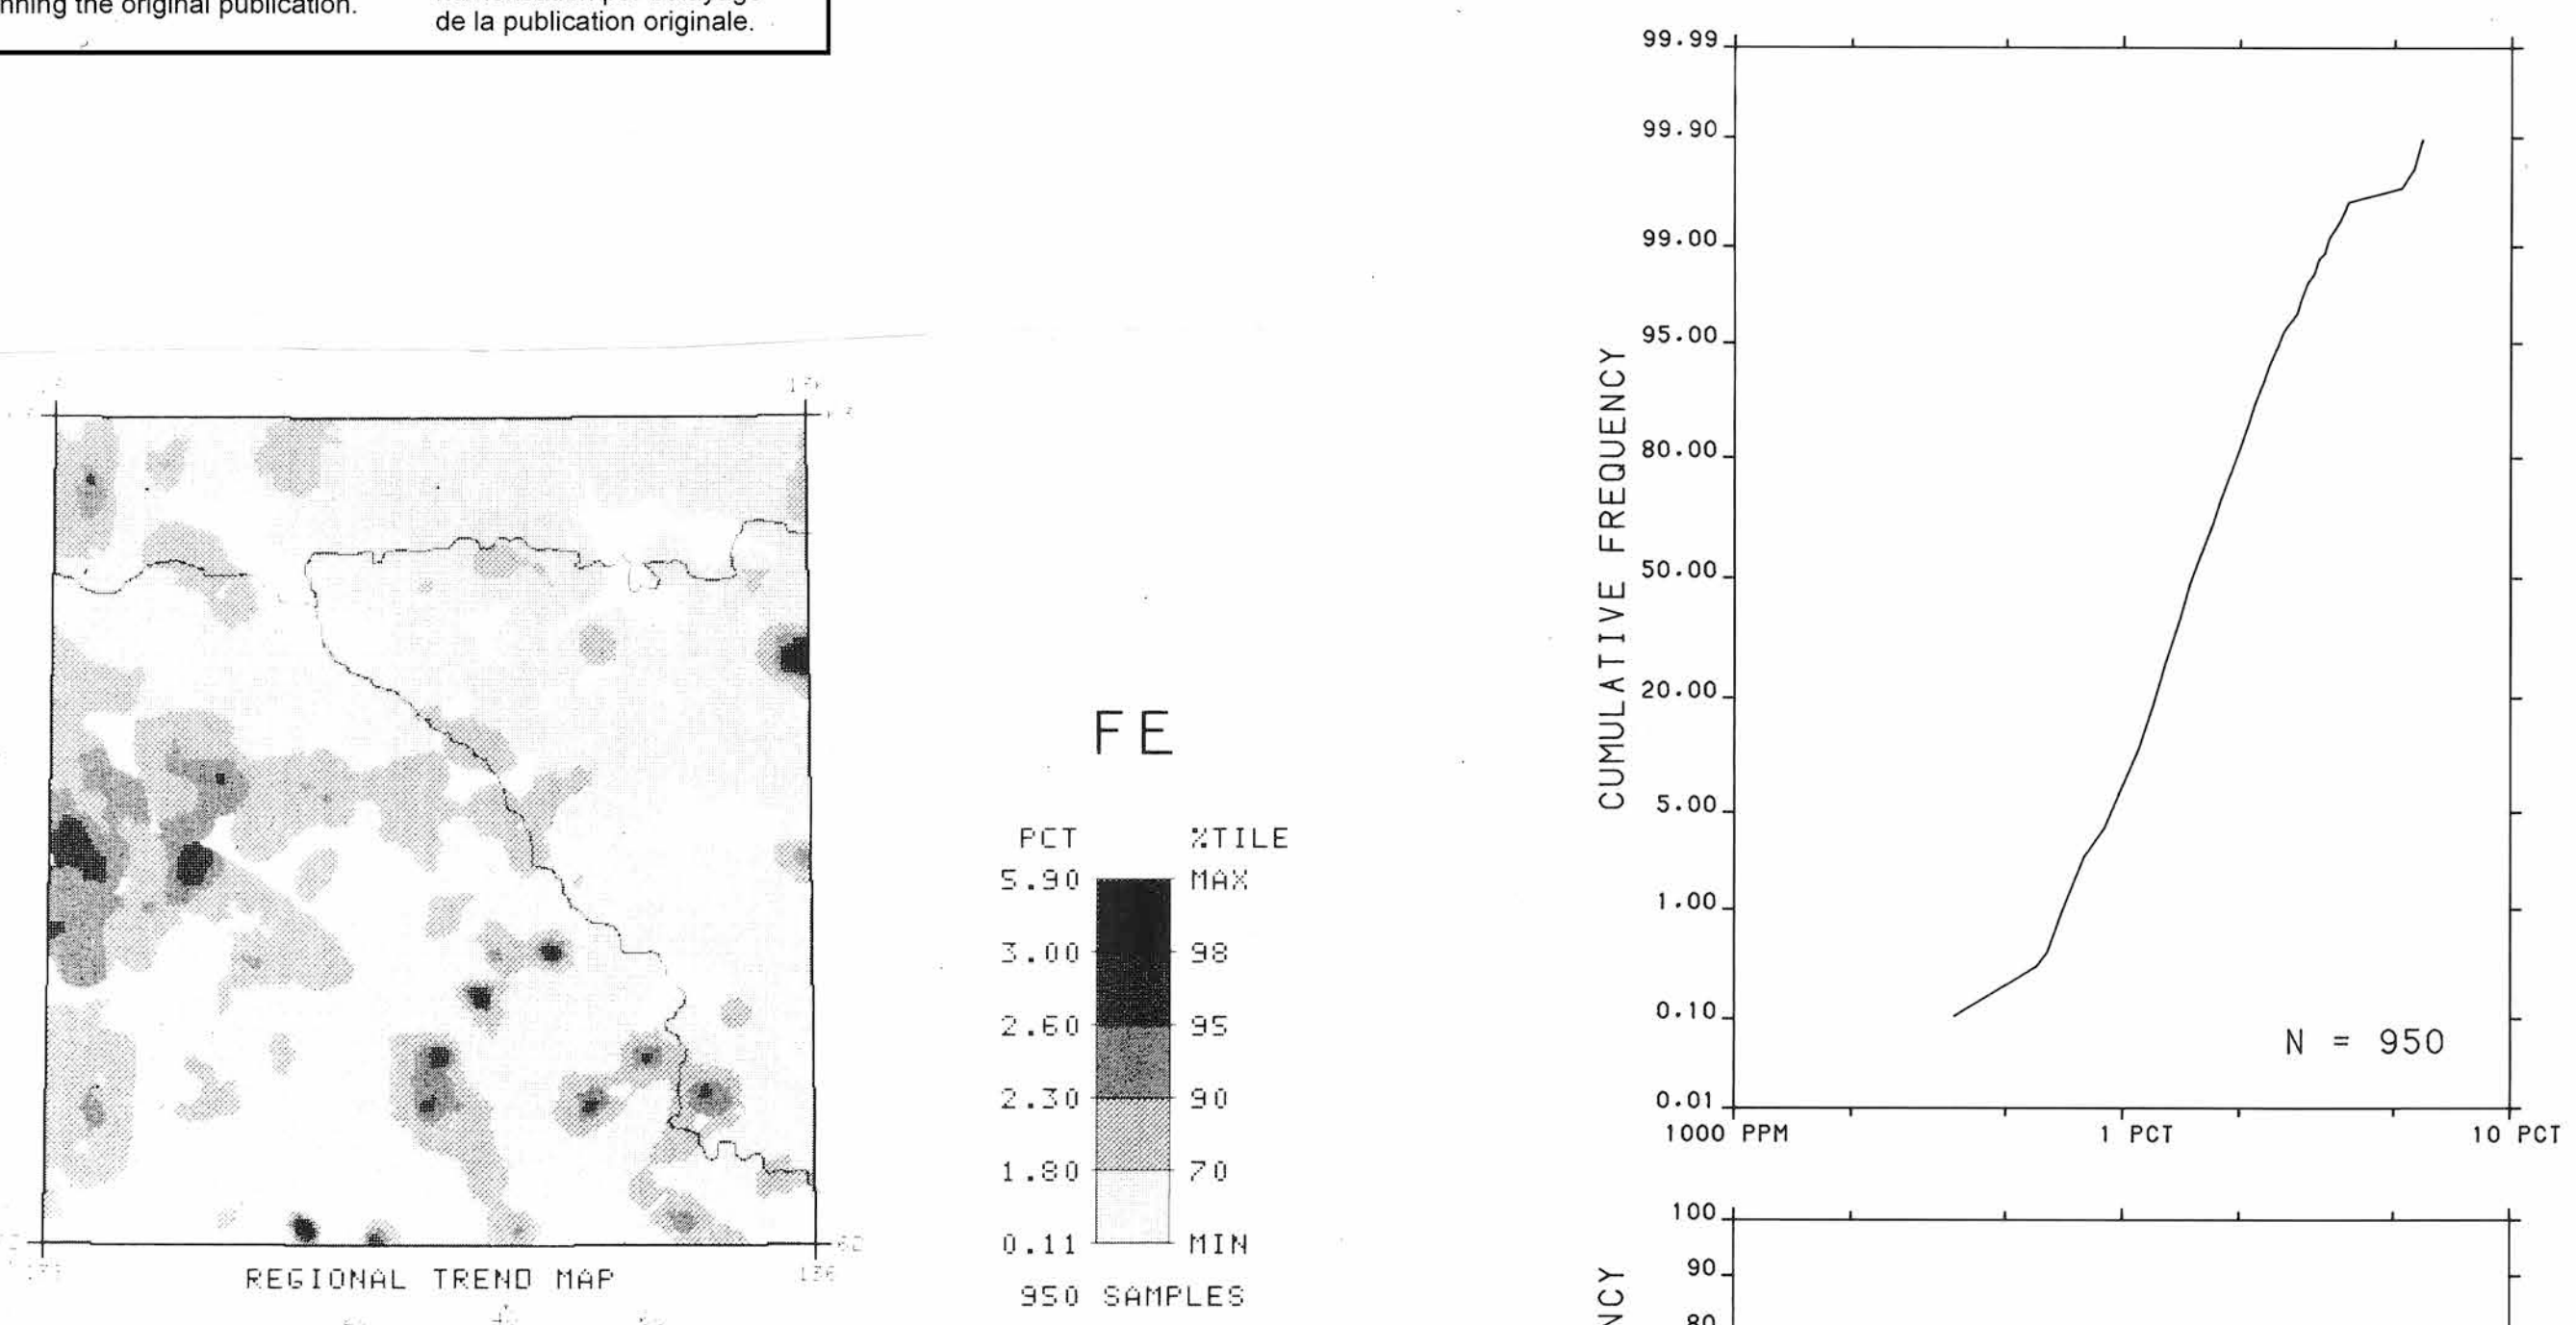 the original publication.
de la publication originale.
REGIONAL TREND MAP
FE
PCT %TILE
5.90 MAX
3.00 98
2.60 95
2.30 90
1.80 70
0.11 MIN
950 SAMPLES
CUMULATIVE FREQUENCY
99.99
99.90
99.00
95.00
80.00
50.00
20.00
5.00
1.00
0.10
0.01
N = 950
1000 PPM 1 PCT 10 PCT
100
90
80